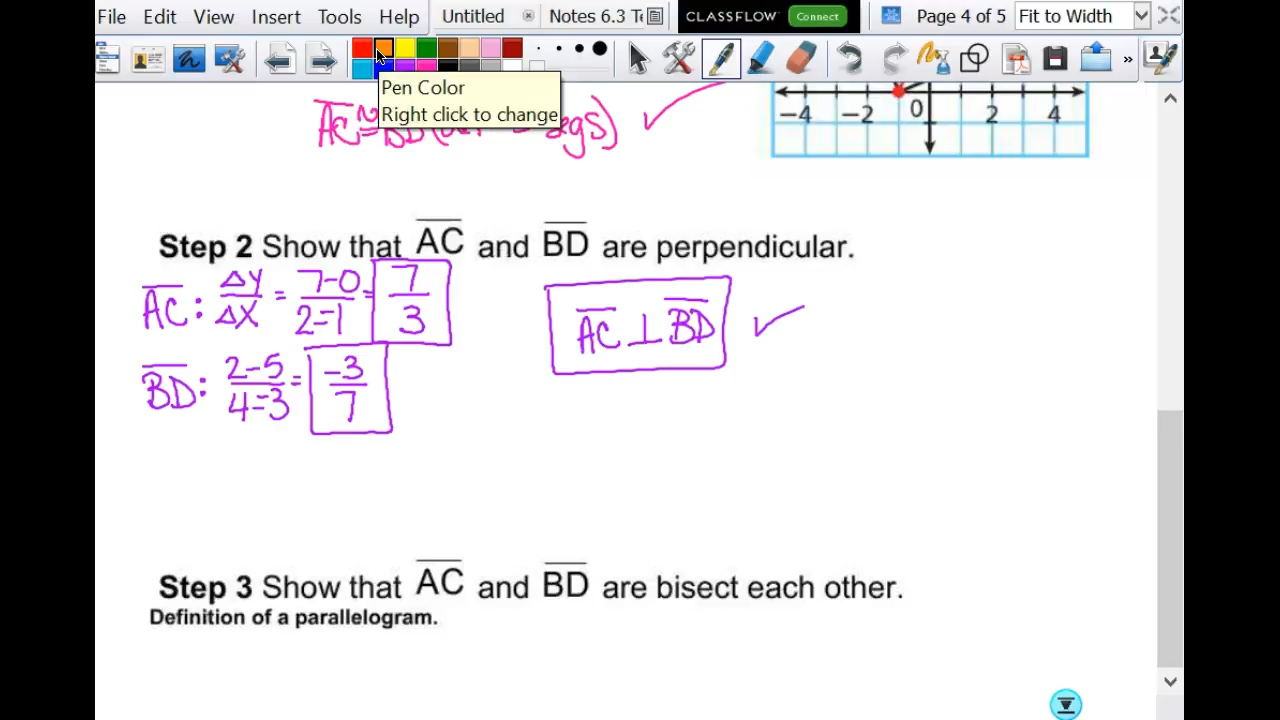 File Edit View Insert Tools Help Untitled Notes 6.3 Te CLASSFLOW Connect Page 4 of 5 Fit to Width
Pen Color
Right click to change
AC ≅ BD
–4 –2 0 2 4
Step 2 Show that AC and BD are perpendicular.
AC: ΔY/ΔX = 7-0/2--1 = 7/3
AC ⊥ BD ✓
BD: 2-5/4--3 = -3/7
Step 3 Show that AC and BD are bisect each other.
Definition of a parallelogram.